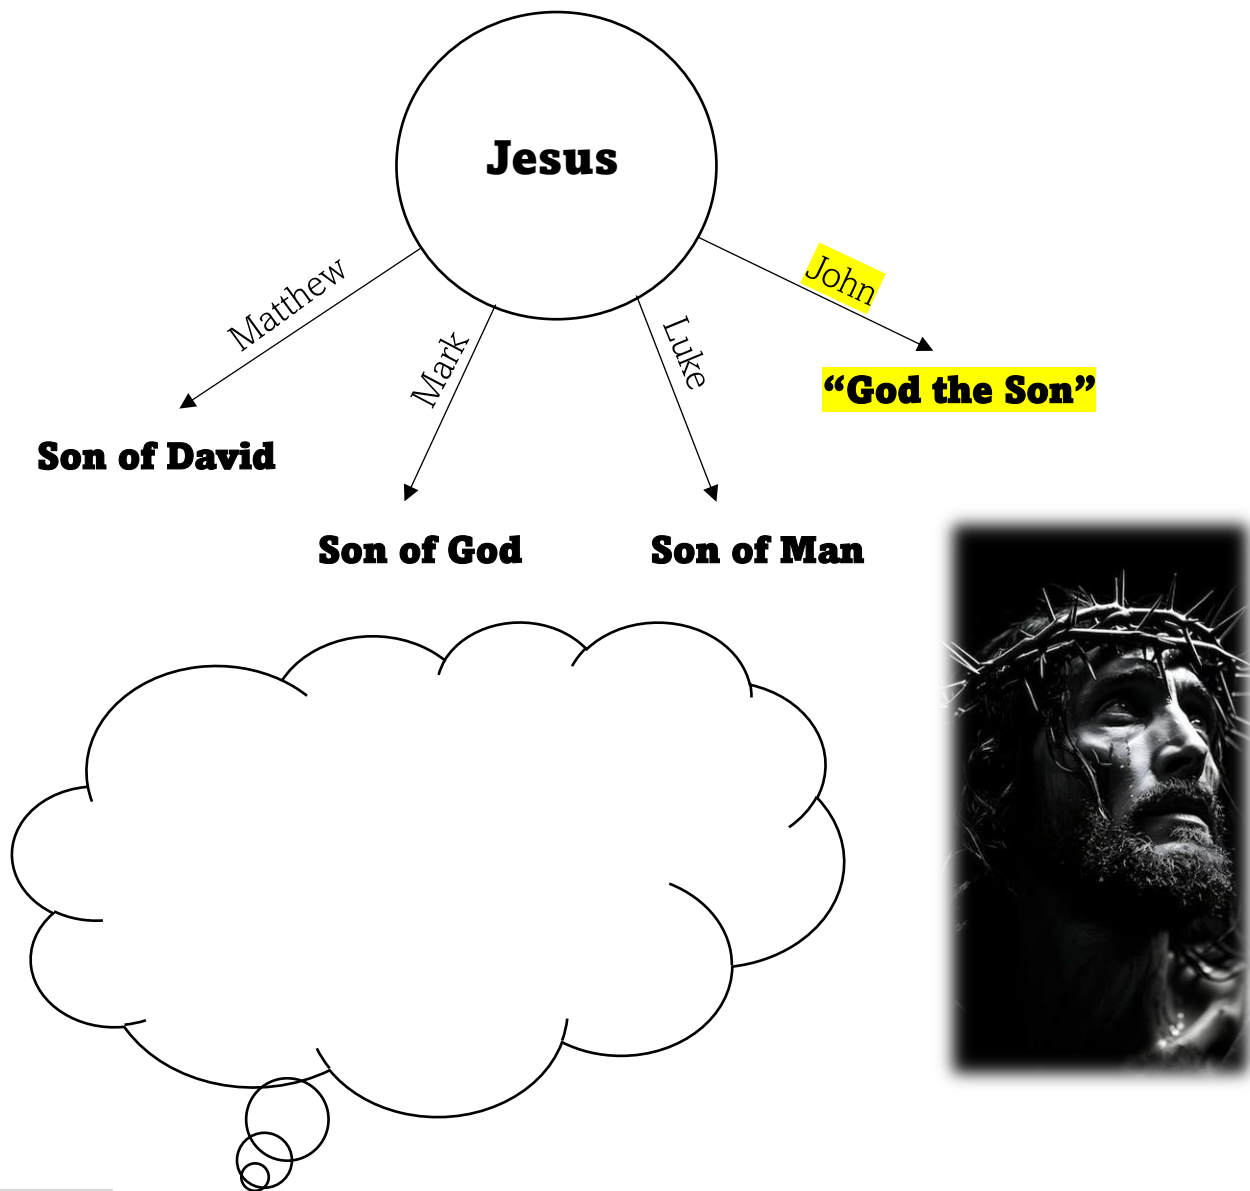 Jesus
Matthew
Mark
Luke
John
Son of David
Son of God
Son of Man
“God the Son”